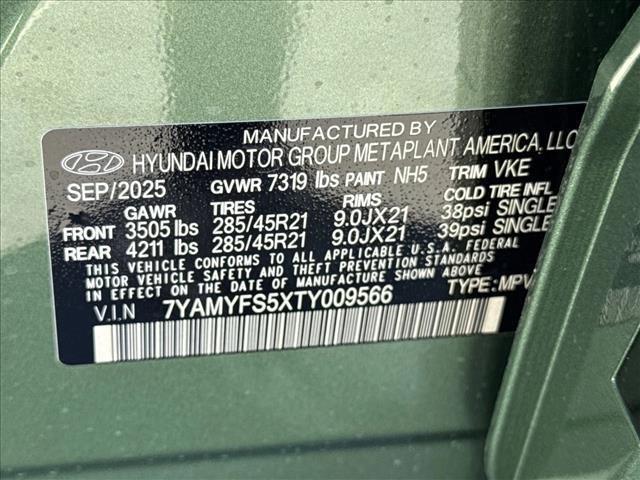 MANUFACTURED BY
HYUNDAI MOTOR GROUP METAPLANT AMERICA, LLC
SEP/2025 GVWR 7319 lbs PAINT NH5 TRIM VKE
GAWR TIRES RIMS COLD TIRE INFL
FRONT 3505 lbs 285/45R21 9.0JX21 38psi SINGLE
REAR 4211 lbs 285/45R21 9.0JX21 39psi SINGLE
THIS VEHICLE CONFORMS TO ALL APPLICABLE U.S.A. FEDERAL
MOTOR VEHICLE SAFETY, BUMPER, AND THEFT PREVENTION
STANDARDS IN EFFECT ON THE DATE OF MANUFACTURE SHOWN ABOVE.
V.I.N 7YAMYFS5XTY009566 TYPE: MPV